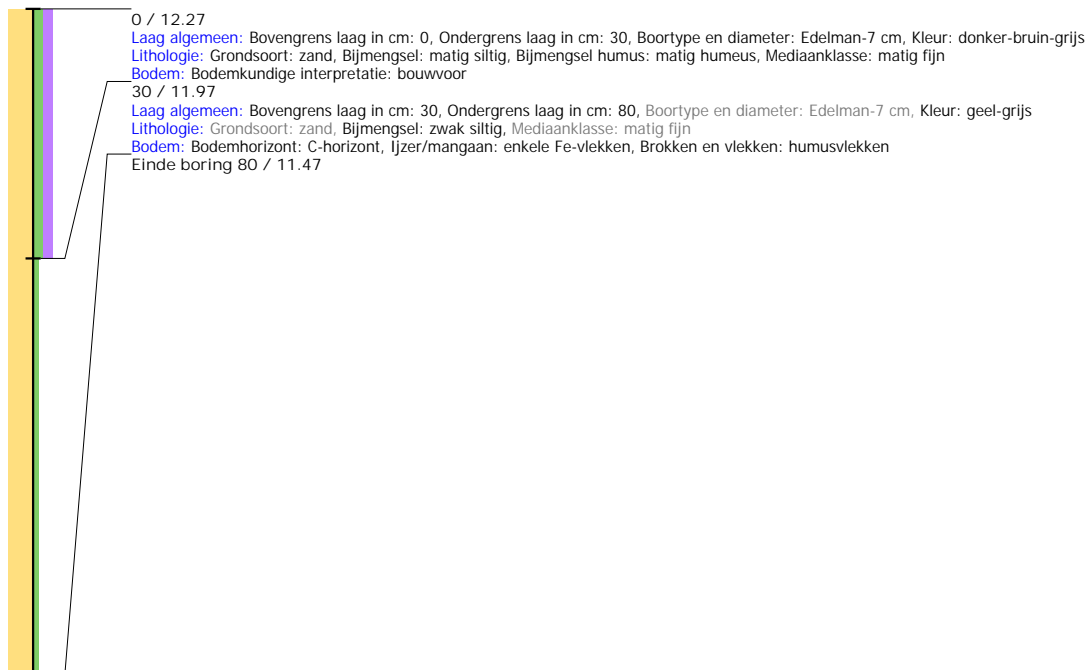 0 / 12.27
Laag algemeen: Bovengrens laag in cm: 0, Ondergrens laag in cm: 30, Boortype en diameter: Edelman-7 cm, Kleur: donker-bruin-grijs
Lithologie: Grondsoort: zand, Bijmengsel: matig siltig, Bijmengsel humus: matig humeus, Mediaanklasse: matig fijn
Bodem: Bodemkundige interpretatie: bouwvoor
30 / 11.97
Laag algemeen: Bovengrens laag in cm: 30, Ondergrens laag in cm: 80, Boortype en diameter: Edelman-7 cm, Kleur: geel-grijs
Lithologie: Grondsoort: zand, Bijmengsel: zwak siltig, Mediaanklasse: matig fijn
Bodem: Bodemhorizont: C-horizont, Ijzer/mangaan: enkele Fe-vlekken, Brokken en vlekken: humusvlekken
Einde boring 80 / 11.47